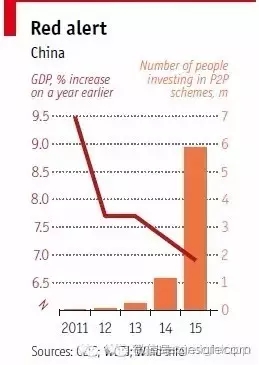 Red alert
China
GDP, % increase
on a year earlier
Number of people
investing in P2P
schemes, m
9.5
9.0
8.5
8.0
7.5
7.0
6.5
7
6
5
4
3
2
1
0
2011 12 13 14 15
Sources: